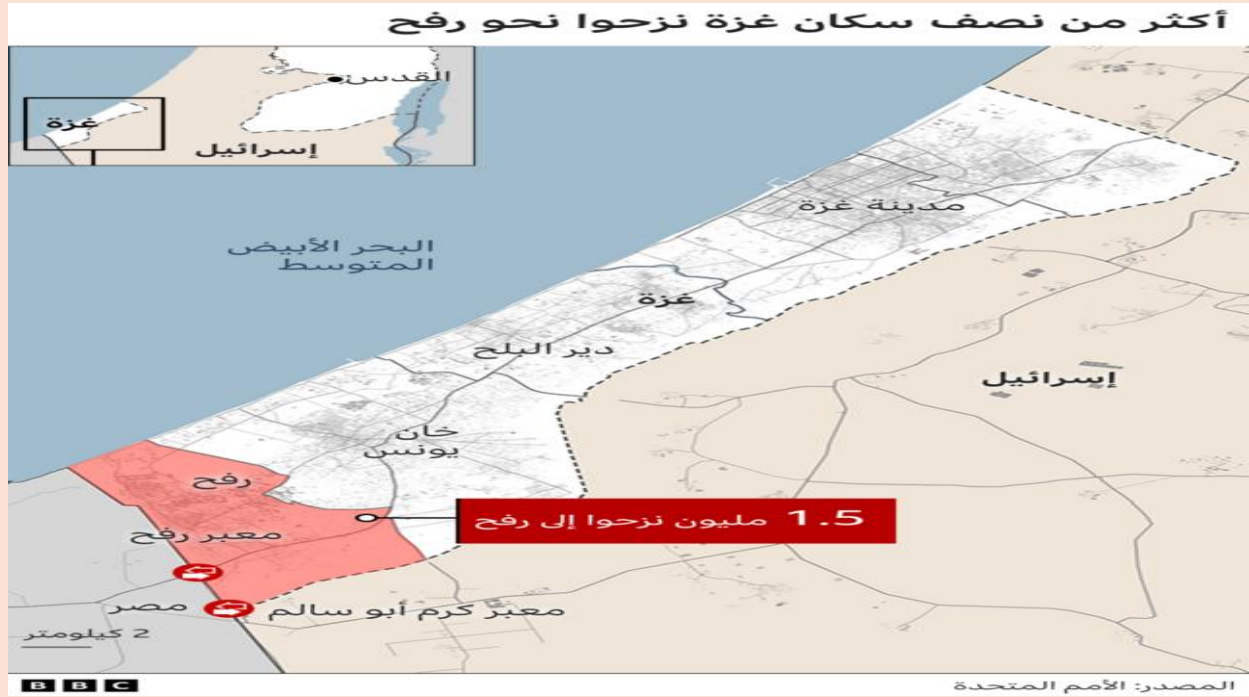 أكثر من نصف سكان غزة نزحوا نحو رفح
القدس
غزة
إسرائيل
مدينة غزة
البحر الأبيض
المتوسط
غزة
دير البلح
إسرائيل
خان
يونس
رفح
1.5 مليون نزحوا إلى رفح
معبر رفح
مصر
معبر كرم أبو سالم
2 كيلومتر
المصدر: الأمم المتحدة
BBC